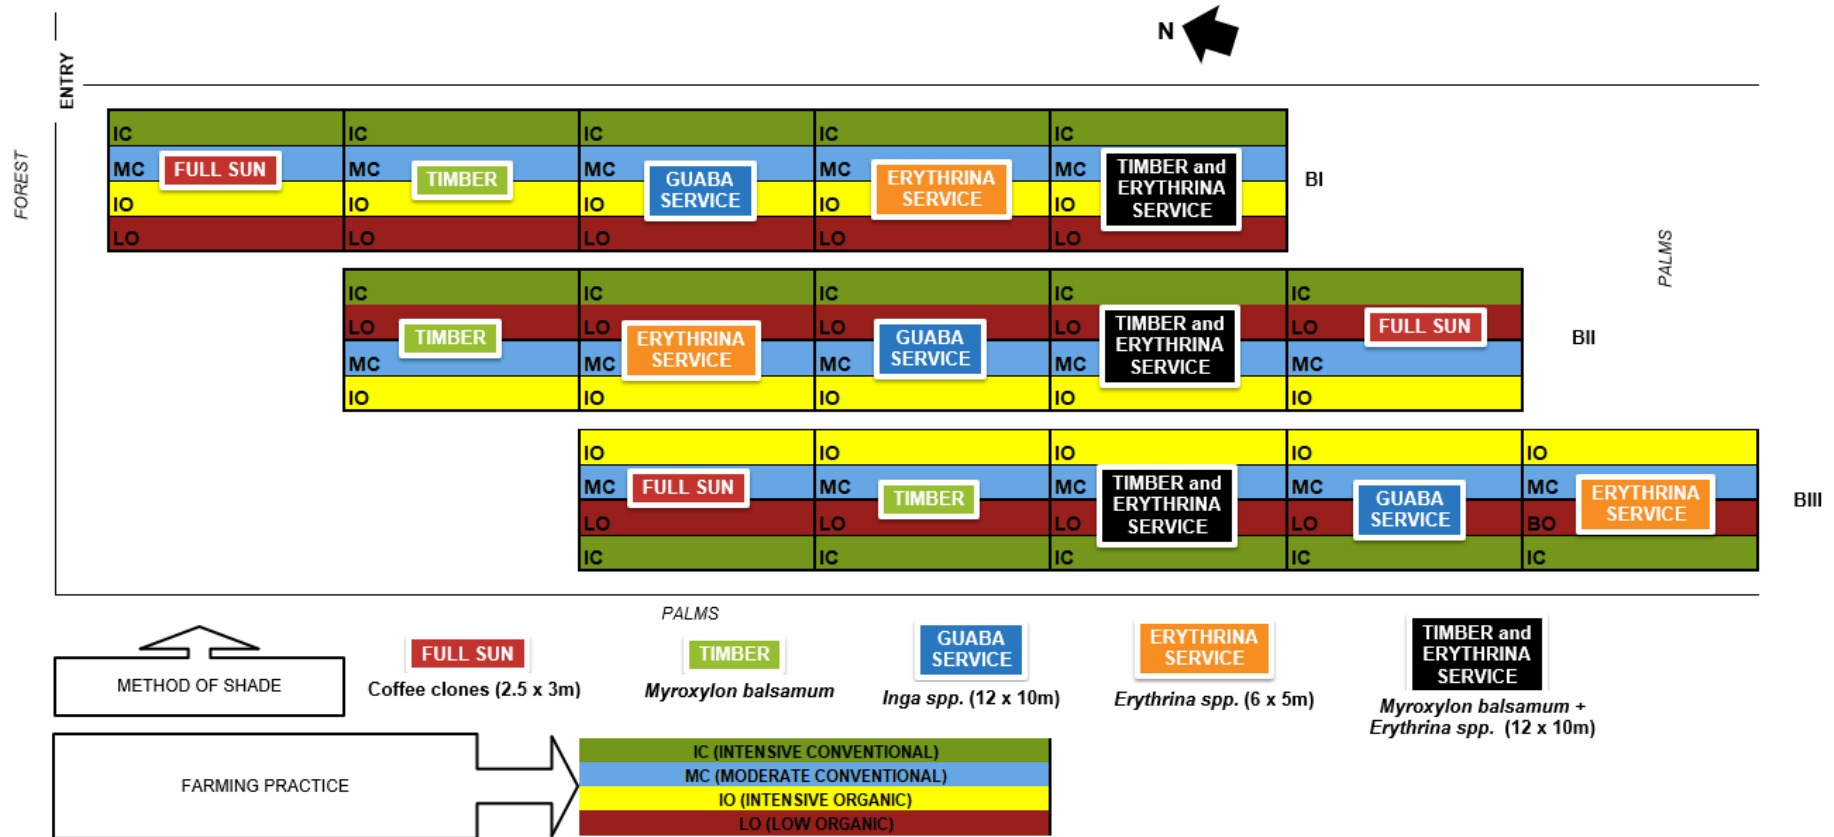 N
ENTRY
FOREST
IC IC IC IC IC
MC FULL SUN MC TIMBER MC GUABA SERVICE MC ERYTHRINA SERVICE MC TIMBER and ERYTHRINA SERVICE BI
IO IO IO IO IO
LO LO LO LO LO
PALMS
IC IC IC IC IC
LO TIMBER LO ERYTHRINA SERVICE LO GUABA SERVICE LO TIMBER and ERYTHRINA SERVICE LO FULL SUN BII
MC MC MC MC MC
IO IO IO IO IO
IO IO IO IO IO
MC FULL SUN MC TIMBER MC TIMBER and ERYTHRINA SERVICE MC GUABA SERVICE MC ERYTHRINA SERVICE BIII
LO LO LO LO BO
IC IC IC IC IC
PALMS
METHOD OF SHADE
FULL SUN
Coffee clones (2.5 x 3m)
TIMBER
Myroxylon balsamum
GUABA
SERVICE
Inga spp. (12 x 10m)
ERYTHRINA
SERVICE
Erythrina spp. (6 x 5m)
TIMBER and
ERYTHRINA
SERVICE
Myroxylon balsamum +
Erythrina spp. (12 x 10m)
FARMING PRACTICE
IC (INTENSIVE CONVENTIONAL)
MC (MODERATE CONVENTIONAL)
IO (INTENSIVE ORGANIC)
LO (LOW ORGANIC)